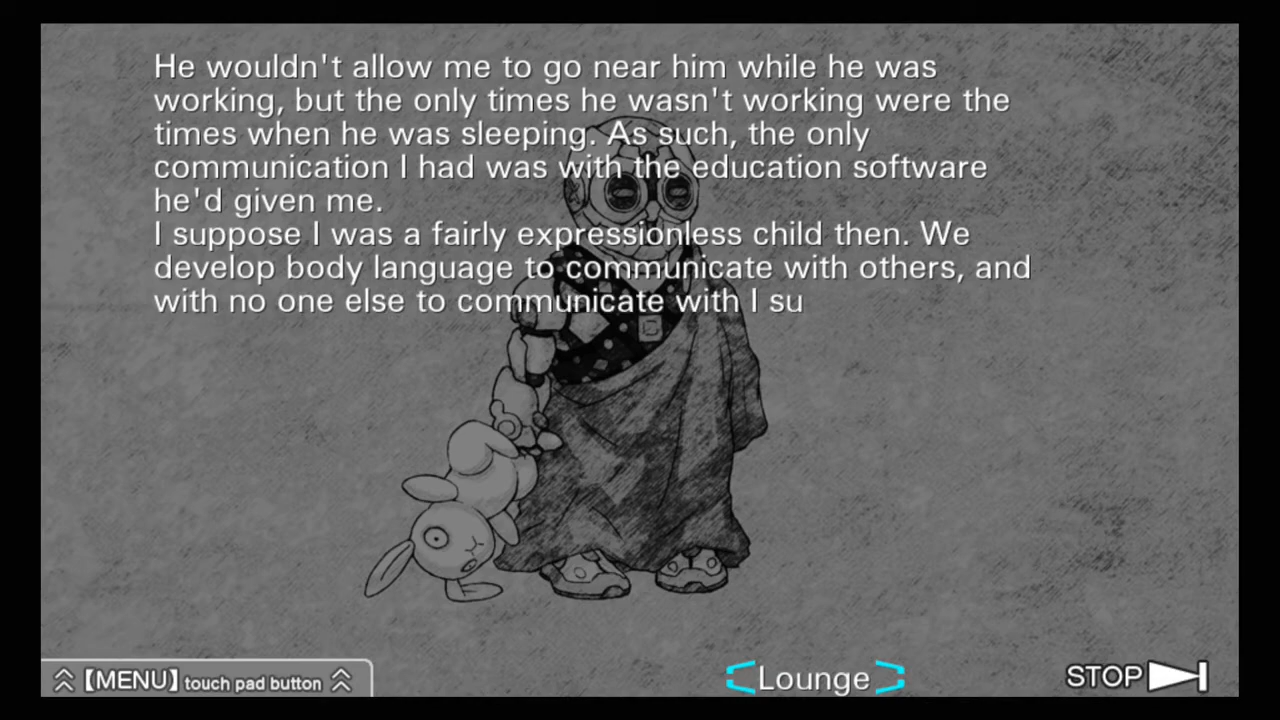 He wouldn't allow me to go near him while he was
working, but the only times he wasn't working were the
times when he was sleeping. As such, the only
communication I had was with the education software
he'd given me.
I suppose I was a fairly expressionless child then. We
develop body language to communicate with others, and
with no one else to communicate with I su
【MENU】 touch pad button
Lounge
STOP